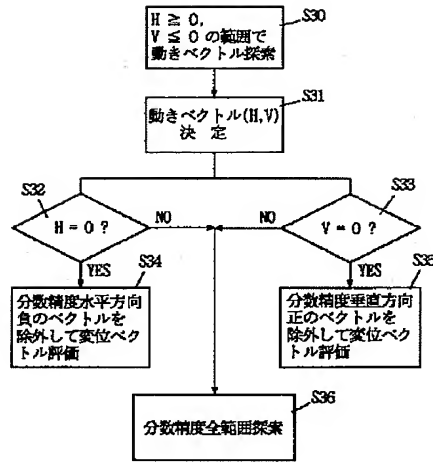 S30
H ≧ 0,
V ≦ 0 の範囲で
動きベクトル探索
S31
動きベクトル(H,V)
決 定
S32
H = 0 ?
NO
YES
S33
V = 0 ?
NO
YES
S34
分数精度水平方向
負のベクトルを
除外して変位ベク
トル評価
S35
分数精度垂直方向
正のベクトルを
除外して変位ベク
トル評価
S36
分数精度全範囲探索